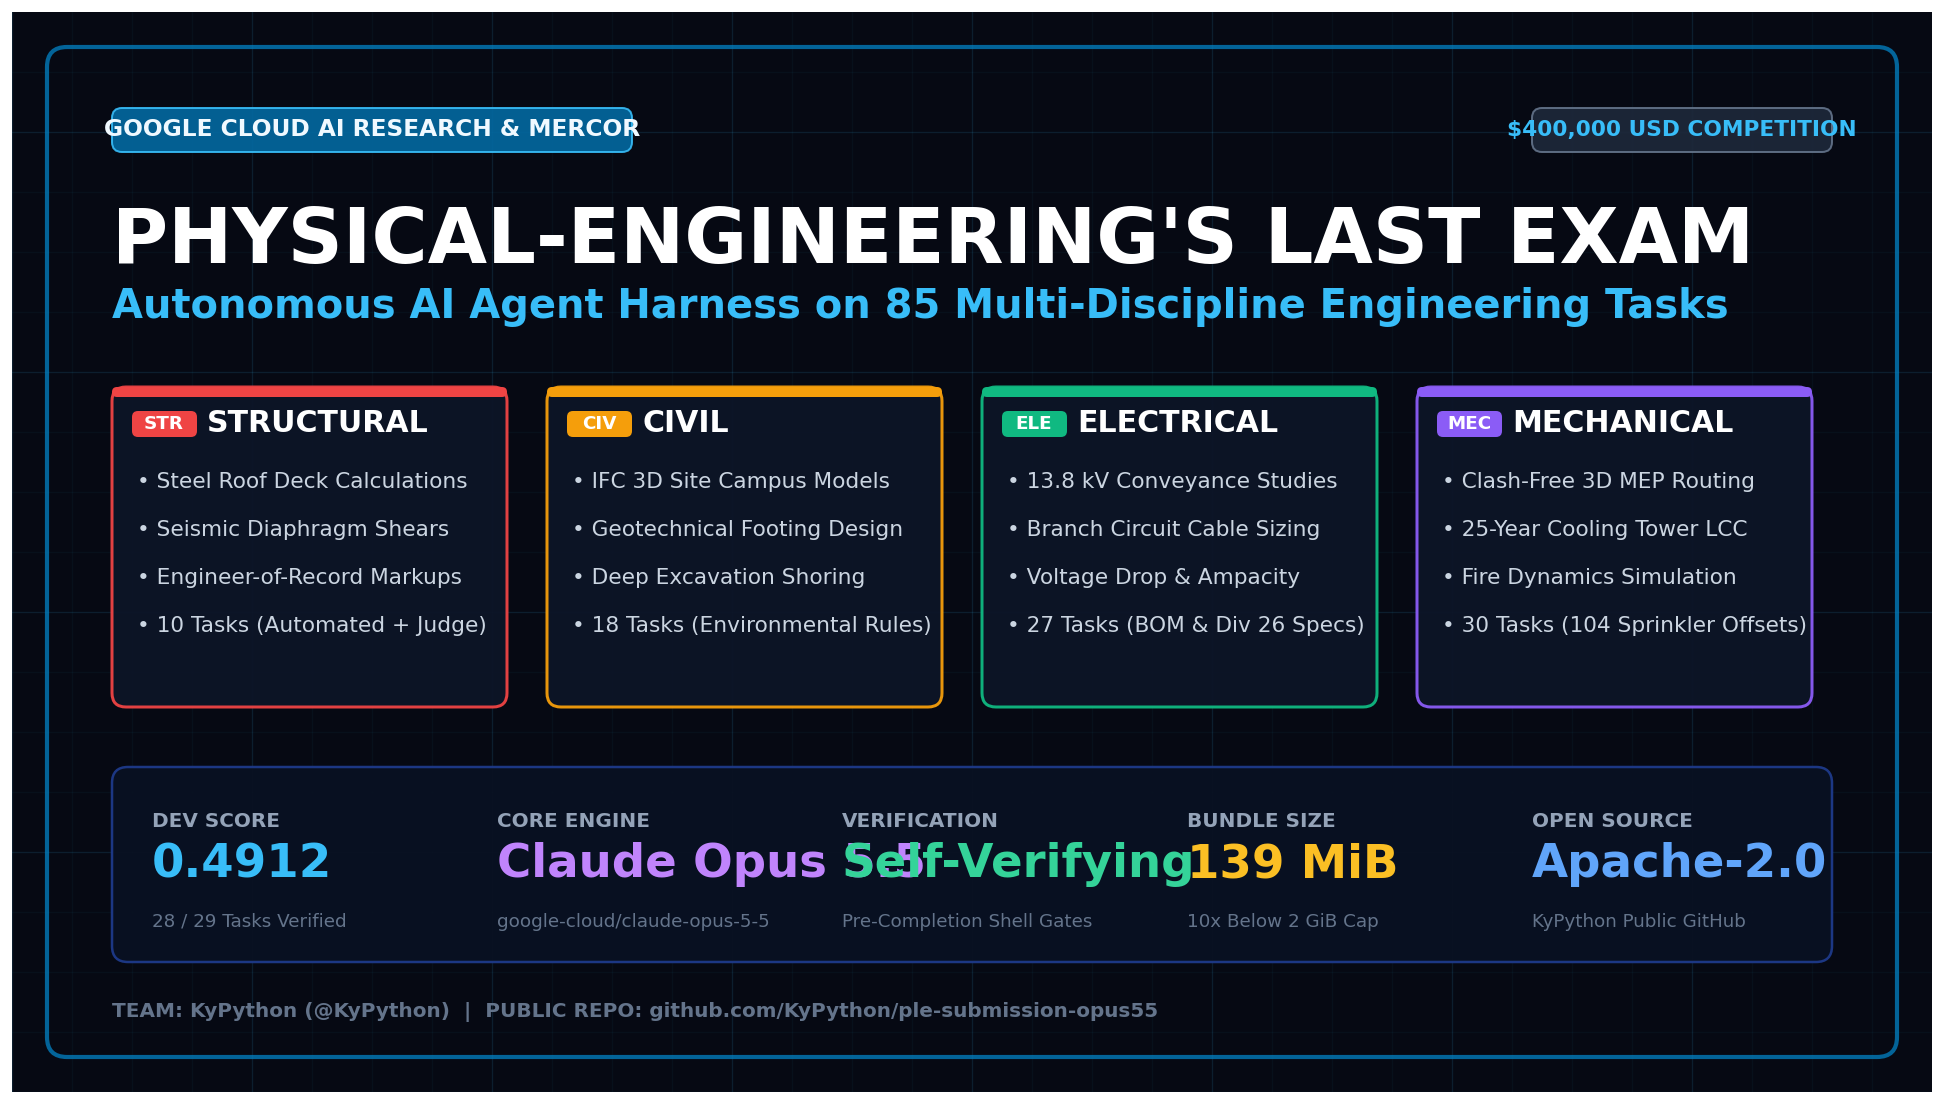 GOOGLE CLOUD AI RESEARCH & MERCOR
$400,000 USD COMPETITION
PHYSICAL-ENGINEERING'S LAST EXAM
Autonomous AI Agent Harness on 85 Multi-Discipline Engineering Tasks
STR STRUCTURAL
• Steel Roof Deck Calculations
• Seismic Diaphragm Shears
• Engineer-of-Record Markups
• 10 Tasks (Automated + Judge)
CIV CIVIL
• IFC 3D Site Campus Models
• Geotechnical Footing Design
• Deep Excavation Shoring
• 18 Tasks (Environmental Rules)
ELE ELECTRICAL
• 13.8 kV Conveyance Studies
• Branch Circuit Cable Sizing
• Voltage Drop & Ampacity
• 27 Tasks (BOM & Div 26 Specs)
MEC MECHANICAL
• Clash-Free 3D MEP Routing
• 25-Year Cooling Tower LCC
• Fire Dynamics Simulation
• 30 Tasks (104 Sprinkler Offsets)
DEV SCORE
0.4912
28 / 29 Tasks Verified
CORE ENGINE
Claude Opus 5.5
google-cloud/claude-opus-5-5
VERIFICATION
Self-Verifying
Pre-Completion Shell Gates
BUNDLE SIZE
139 MiB
10x Below 2 GiB Cap
OPEN SOURCE
Apache-2.0
KyPython Public GitHub
TEAM: KyPython (@KyPython) | PUBLIC REPO: github.com/KyPython/ple-submission-opus55